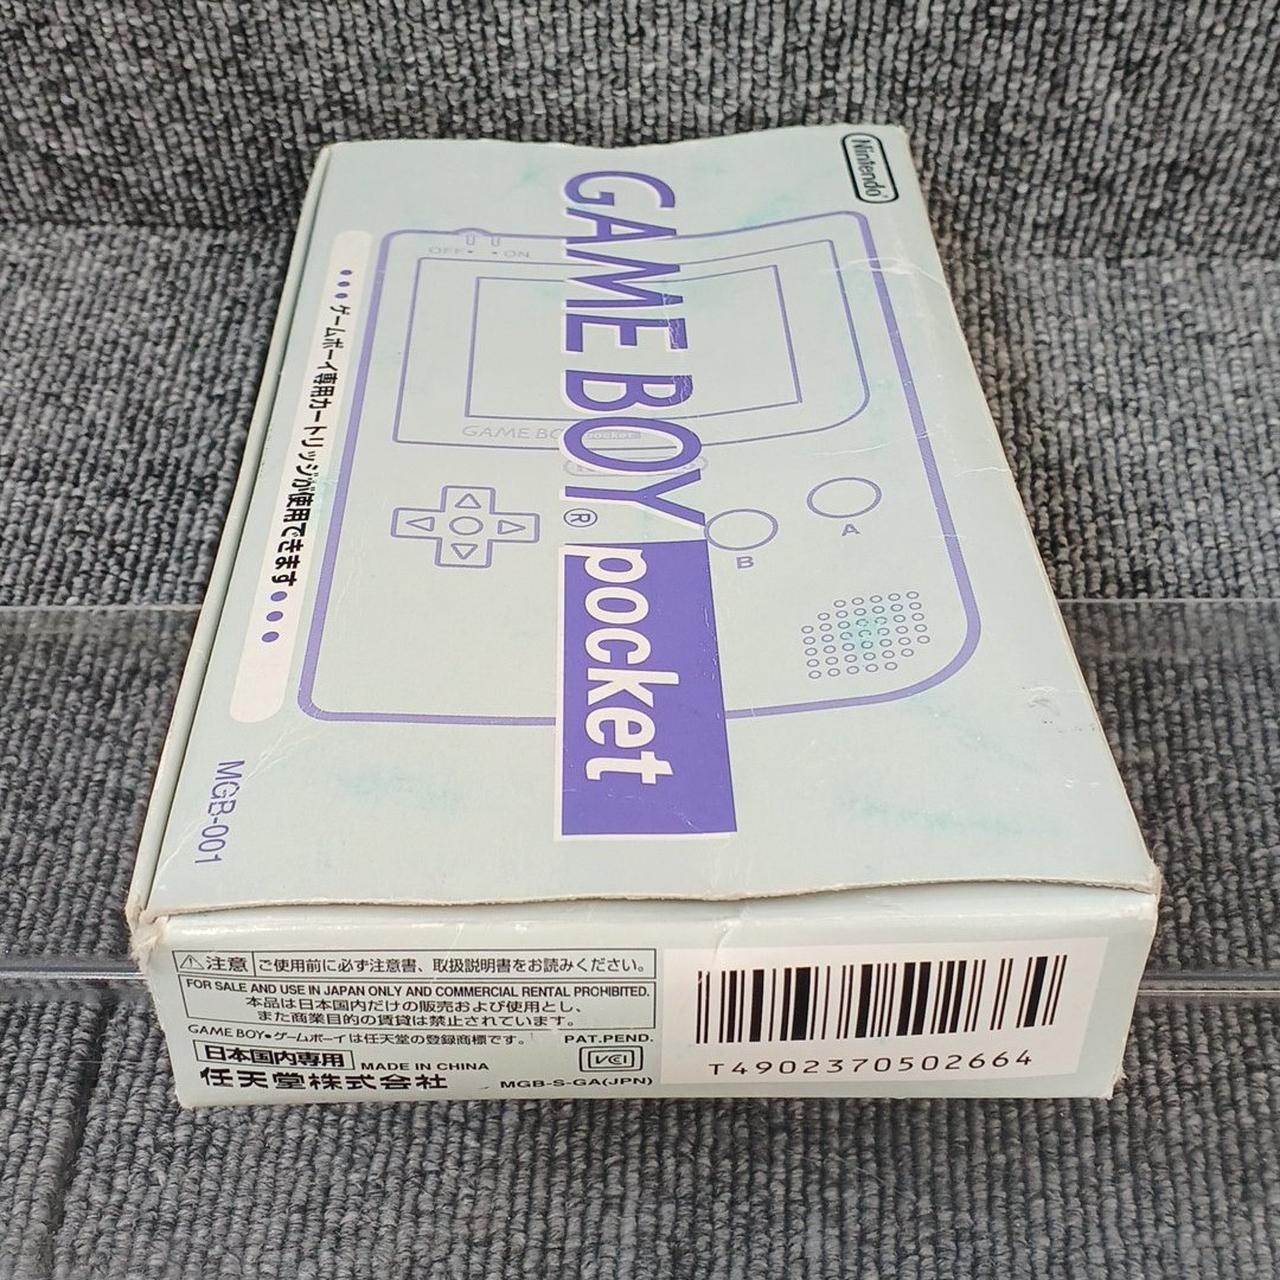 Nintendo®
GAME BOY® pocket
OFF• •ON
GAME BO pocket
A
B
•••ゲームボーイ専用カートリッジが使用できます•••
MGB-001
⚠注意 ご使用前に必ず注意書、取扱説明書をお読みください。
FOR SALE AND USE IN JAPAN ONLY AND COMMERCIAL RENTAL PROHIBITED.
本品は日本国内だけの販売および使用とし、
また商業目的の賃貸は禁止されています。
GAME BOY•ゲームボーイは任天堂の登録商標です。 PAT.PEND.
日本国内専用 MADE IN CHINA VCI
任天堂株式会社 MGB-S-GA(JPN)
T4902370502664